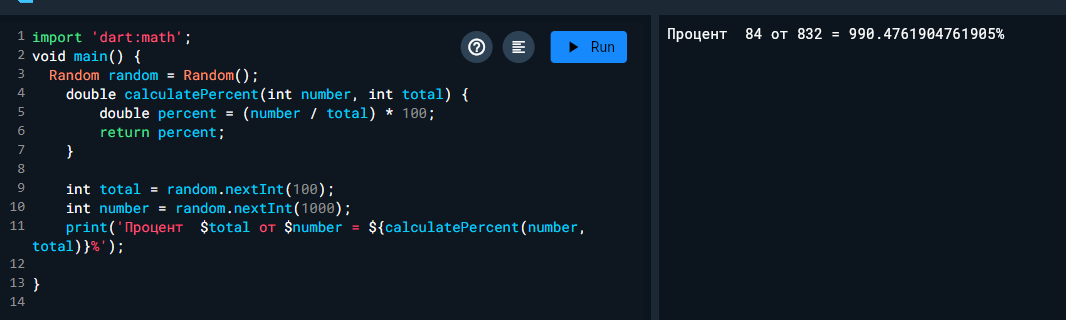 1 import 'dart:math';
2 void main() {
3 Random random = Random();
4 double calculatePercent(int number, int total) {
5 double percent = (number / total) * 100;
6 return percent;
7 }
8
9 int total = random.nextInt(100);
10 int number = random.nextInt(1000);
11 print('Процент  $total от $number = ${calculatePercent(number,
total)}%');
12
13 }
14
Run
Процент  84 от 832 = 990.4761904761905%